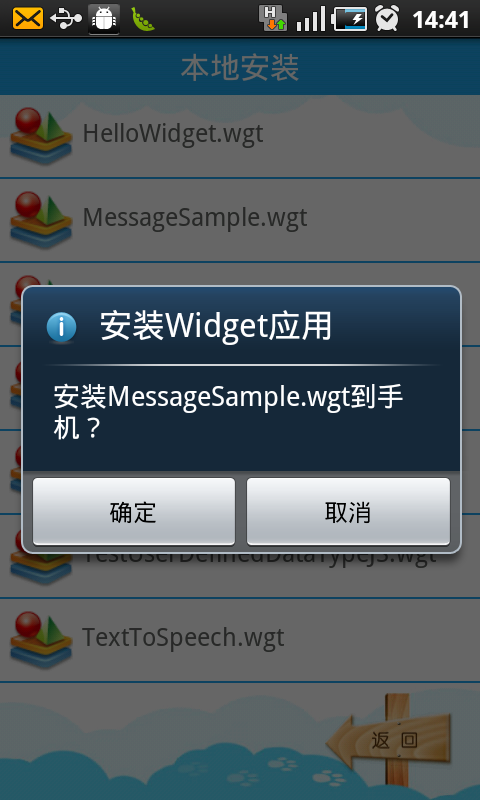 14:41
本地安装
HelloWidget.wgt
MessageSample.wgt
安装Widget应用
安装MessageSample.wgt到手
机？
确定
取消
TestUserDefinedDataTypeJS.wgt
TextToSpeech.wgt
返 回